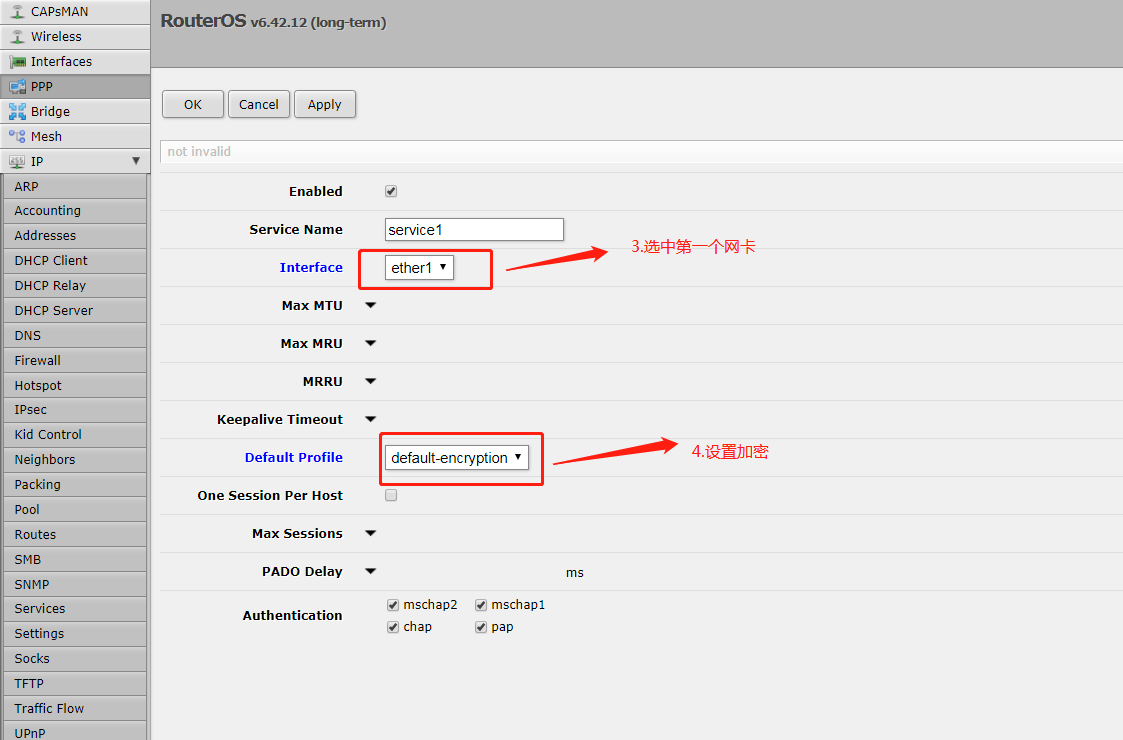 CAPsMAN
Wireless
Interfaces
PPP
Bridge
Mesh
IP
ARP
Accounting
Addresses
DHCP Client
DHCP Relay
DHCP Server
DNS
Firewall
Hotspot
IPsec
Kid Control
Neighbors
Packing
Pool
Routes
SMB
SNMP
Services
Settings
Socks
TFTP
Traffic Flow
UPnP
RouterOS v6.42.12 (long-term)
OK Cancel Apply
not invalid
Enabled
Service Name service1
Interface ether1
3.选中第一个网卡
Max MTU
Max MRU
MRRU
Keepalive Timeout
Default Profile default-encryption
4.设置加密
One Session Per Host
Max Sessions
PADO Delay ms
Authentication
mschap2 mschap1
chap pap